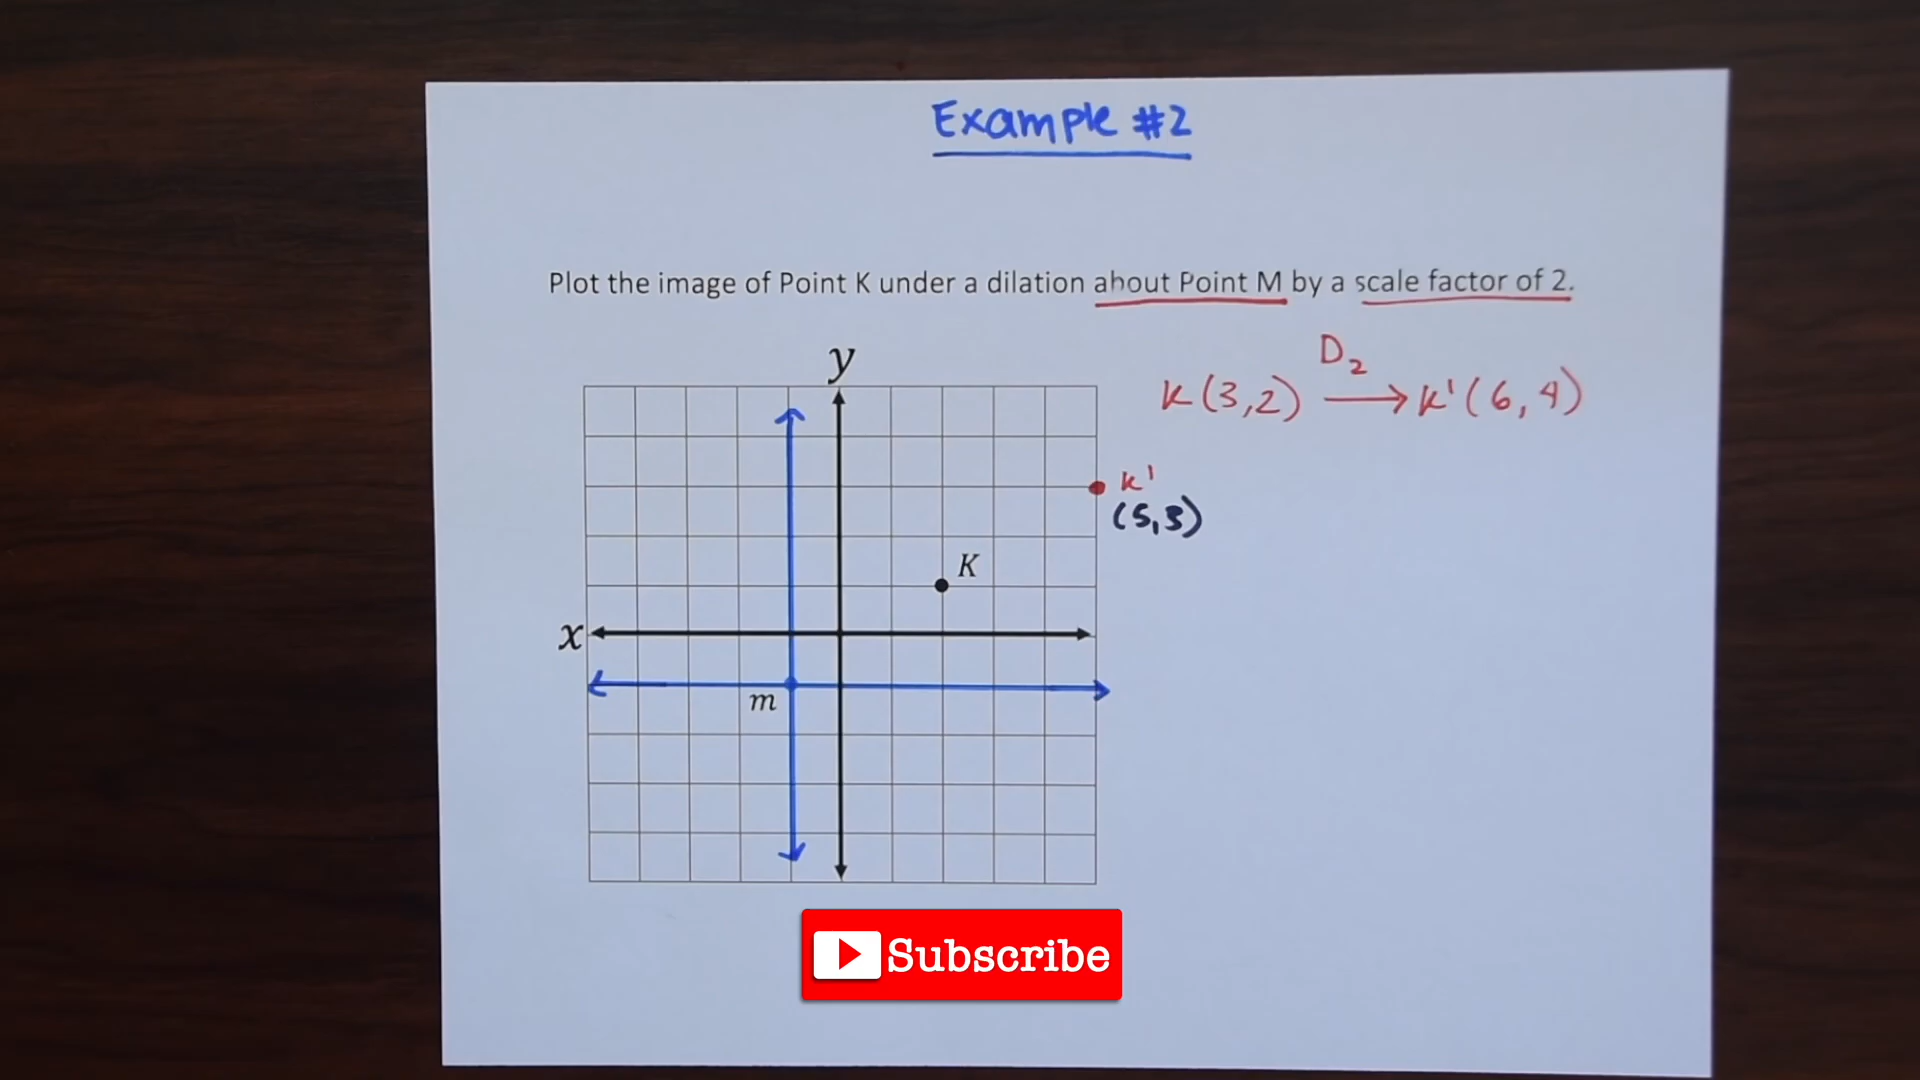 Example #2
Plot the image of Point K under a dilation about Point M by a scale factor of 2.
D₂
K(3,2) → K'(6,4)
y
K'
(5,3)
K
x
m
Subscribe